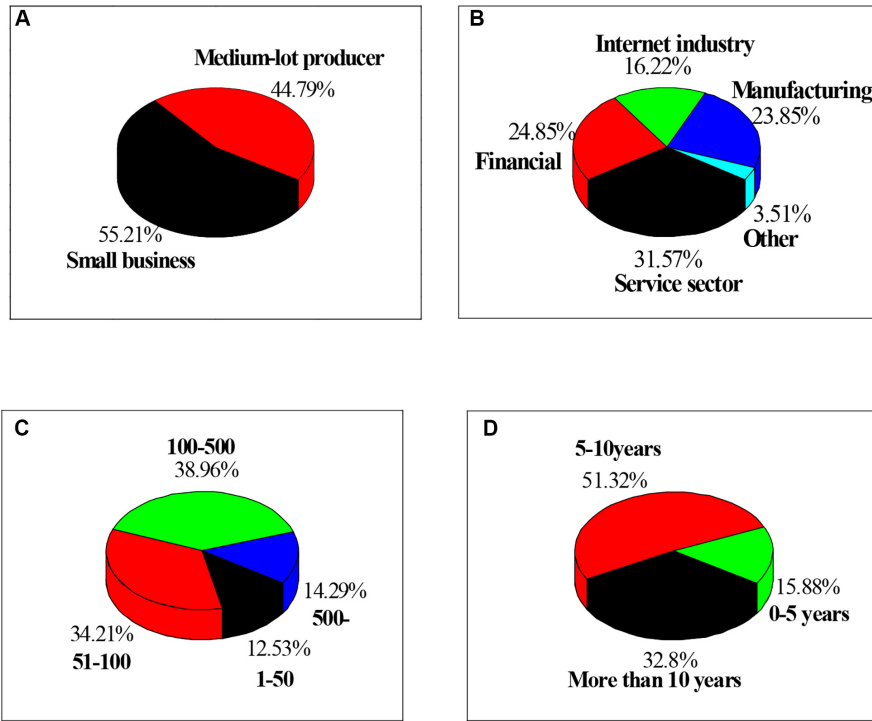 A
Medium-lot producer
44.79%
55.21%
Small business
B
Internet industry
16.22%
Manufacturing
23.85%
24.85%
Financial
3.51%
Other
31.57%
Service sector
C
100-500
38.96%
14.29%
500-
34.21%
51-100
12.53%
1-50
D
5-10years
51.32%
15.88%
0-5 years
32.8%
More than 10 years